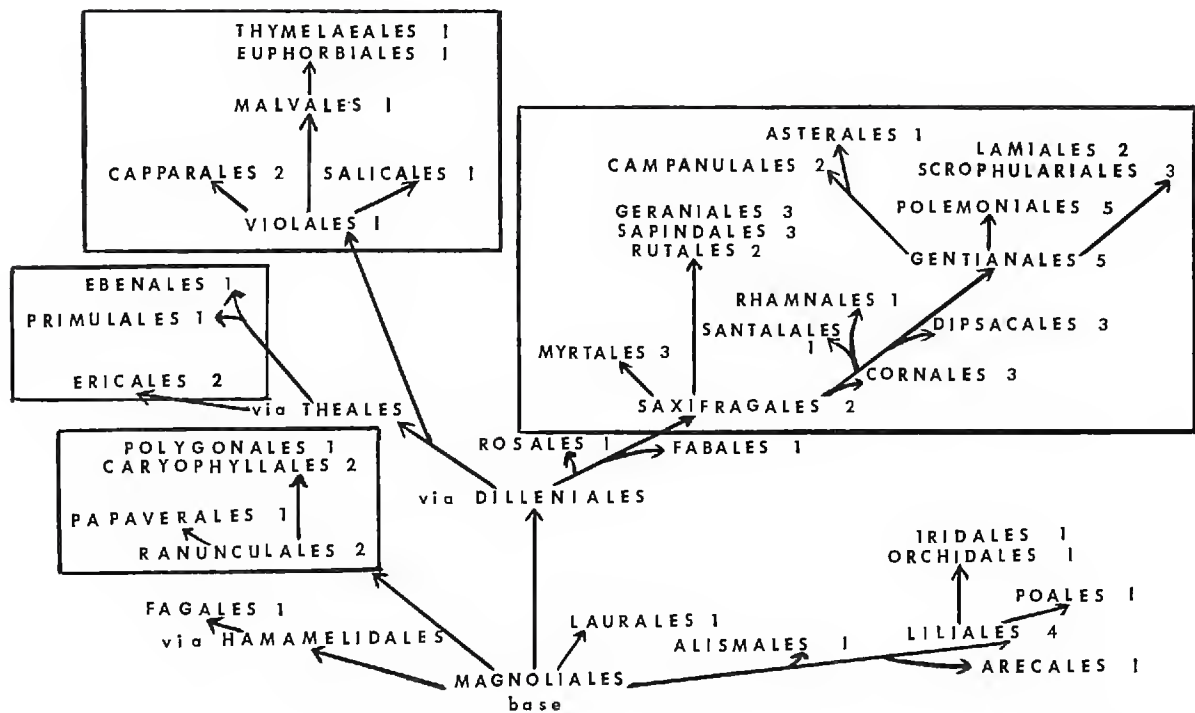 THYMELAEALES 1
EUPHORBIALES 1
MALVALES 1
CAPPARALES 2
SALICALES 1
VIOLALES 1
EBENALES 1
PRIMULALES 1
ERICALES 2
via THEALES
ASTERALES 1
CAMPANULALES 2
LAMIALES 2
SCROPHULARIALES 3
POLEMONIALES 5
GENTIANALES 5
GERANIALES 3
SAPINDALES 3
RUTALES 2
RHAMNALES 1
SANTALALES
1
DIPSACALES 3
MYRTALES 3
CORNALES 3
SAXIFRAGALES 2
ROSALES 1
FABALES 1
via DILLENIALES
POLYGONALES 1
CARYOPHYLLALES 2
PAPAVERALES 1
RANUNCULALES 2
FAGALES 1
via HAMAMELIDALES
LAURALES 1
IRIDALES 1
ORCHIDALES 1
POALES 1
LILIALES 4
ALISMALES 1
ARECALES 1
MAGNOLIALES
base